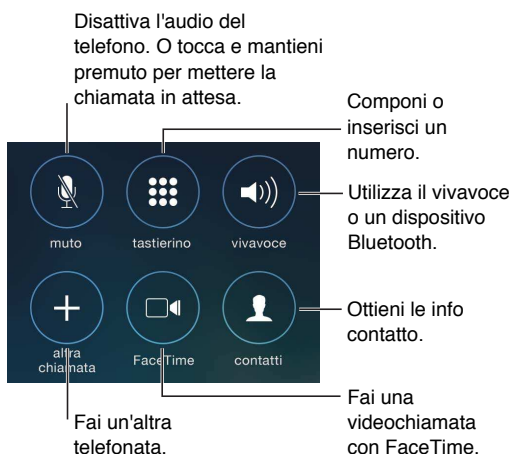 Disattiva l'audio del
telefono. O tocca e mantieni
premuto per mettere la
chiamata in attesa.
Componi o
inserisci un
numero.
Utilizza il vivavoce
o un dispositivo
Bluetooth.
muto
tastierino
vivavoce
Ottieni le info
contatto.
altra
chiamata
FaceTime
contatti
Fai un'altra
telefonata.
Fai una
videochiamata
con FaceTime.